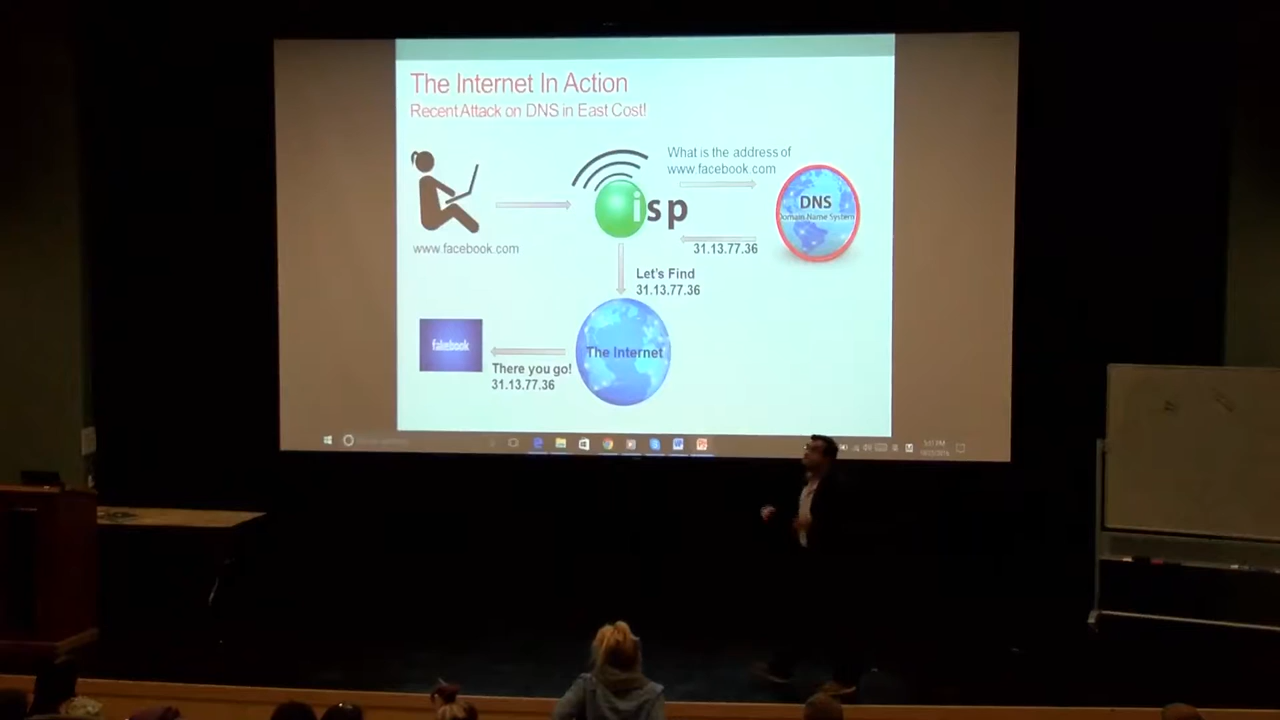 The Internet In Action
Recent Attack on DNS in East Cost!
What is the address of
www.facebook.com
isp
DNS
Domain Name System
www.facebook.com
31.13.77.36
Let's Find
31.13.77.36
fakebook
The Internet
There you go!
31.13.77.36